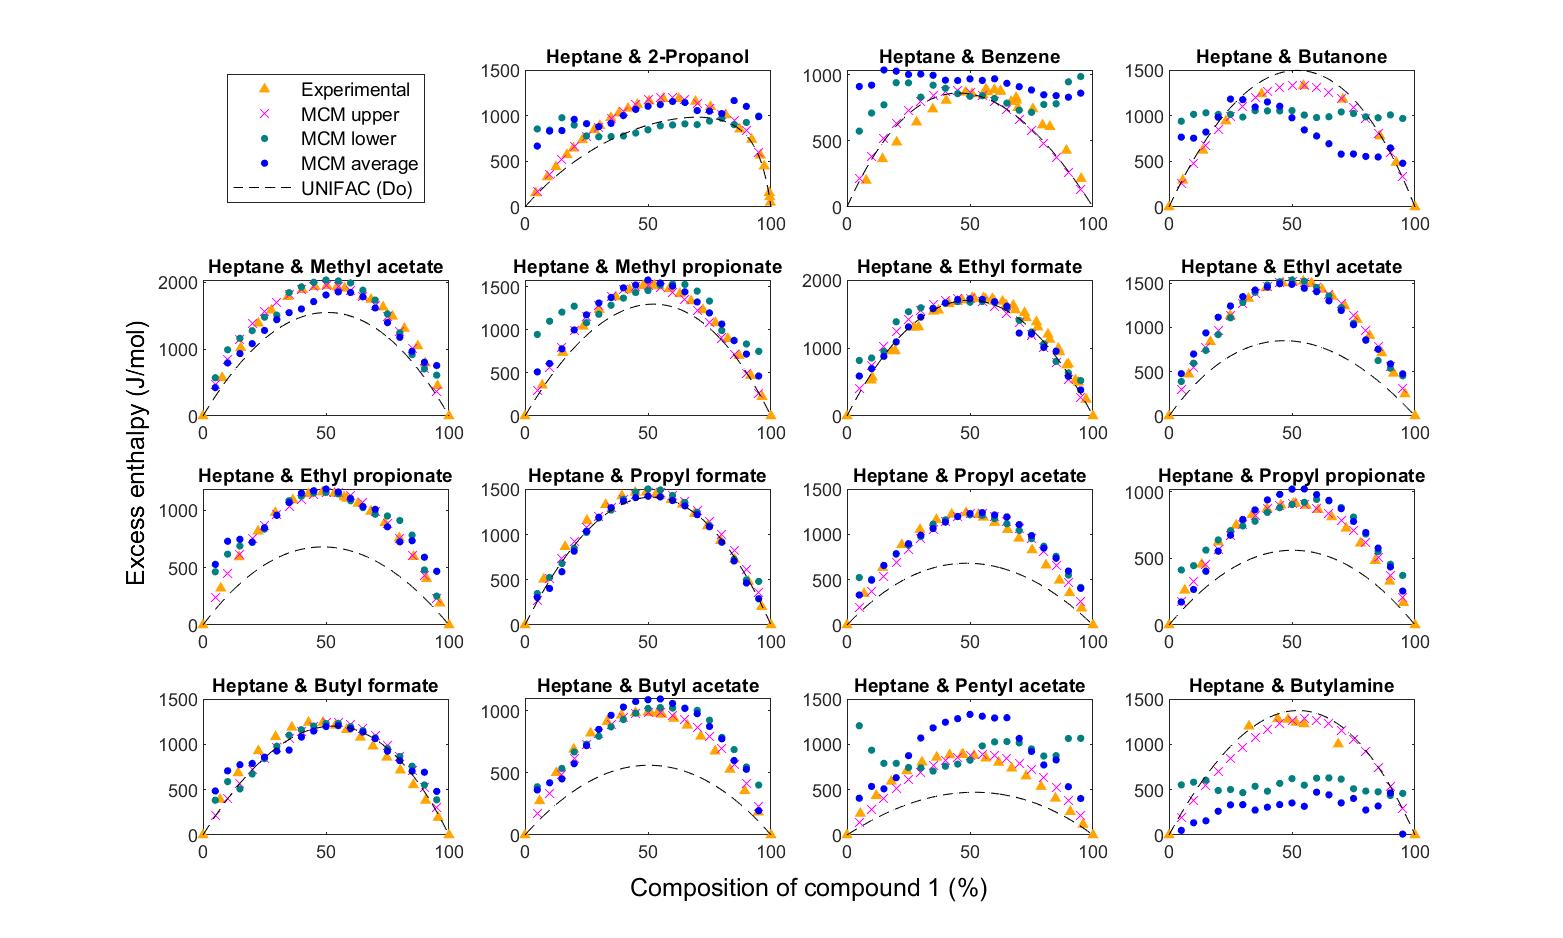 Experimental
MCM upper
MCM lower
MCM average
UNIFAC (Do)
Heptane & 2-Propanol
1500
1000
500
0
0 50 100
Heptane & Benzene
1000
500
0
0 50 100
Heptane & Butanone
1500
1000
500
0
0 50 100
Heptane & Methyl acetate
2000
1000
0
0 50 100
Heptane & Methyl propionate
1500
1000
500
0
0 50 100
Heptane & Ethyl formate
2000
1000
0
0 50 100
Heptane & Ethyl acetate
1500
1000
500
0
0 50 100
Heptane & Ethyl propionate
1000
500
0
0 50 100
Heptane & Propyl formate
1500
1000
500
0
0 50 100
Heptane & Propyl acetate
1500
1000
500
0
0 50 100
Heptane & Propyl propionate
1000
500
0
0 50 100
Heptane & Butyl formate
1500
1000
500
0
0 50 100
Heptane & Butyl acetate
1000
500
0
0 50 100
Heptane & Pentyl acetate
1500
1000
500
0
0 50 100
Heptane & Butylamine
1500
1000
500
0
0 50 100
Excess enthalpy (J/mol)
Composition of compound 1 (%)